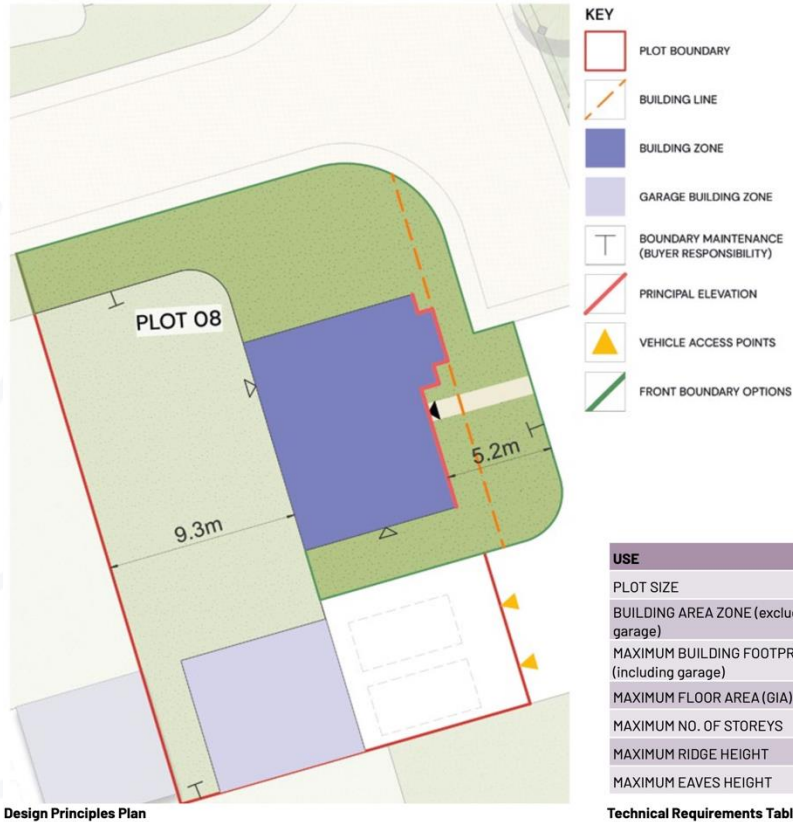 PLOT 08
9.3m
5.2m
Design Principles Plan
KEY
PLOT BOUNDARY
BUILDING LINE
BUILDING ZONE
GARAGE BUILDING ZONE
BOUNDARY MAINTENANCE
(BUYER RESPONSIBILITY)
PRINCIPAL ELEVATION
VEHICLE ACCESS POINTS
FRONT BOUNDARY OPTIONS
USE
PLOT SIZE
BUILDING AREA ZONE (exclu
garage)
MAXIMUM BUILDING FOOTPR
(including garage)
MAXIMUM FLOOR AREA (GIA)
MAXIMUM NO. OF STOREYS
MAXIMUM RIDGE HEIGHT
MAXIMUM EAVES HEIGHT
Technical Requirements Tabl